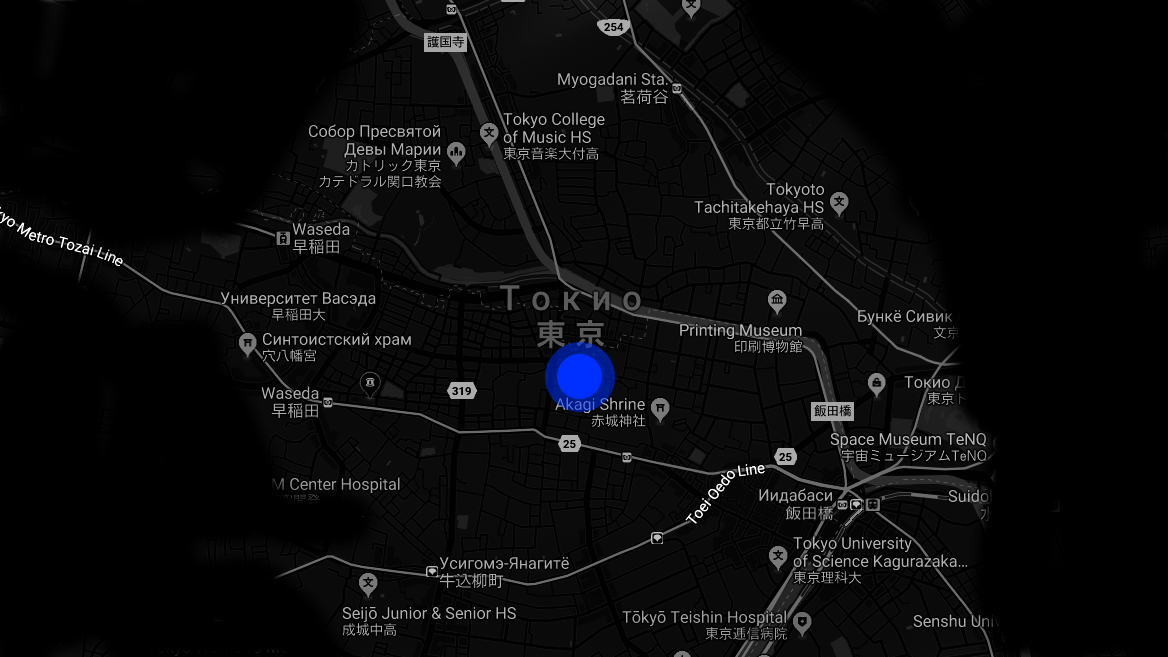 254
護国寺
Myogadani Sta.
茗荷谷
Tokyo College
of Music HS
東京音楽大付高
Собор Пресвятой
Девы Марии
カトリック東京
カテドラル関口教会
Tokyoto
Tachitakehaya HS
東京都立竹早高
Waseda
早稲田
Metro Tozai Line
Университет Васэда
早稲田大
Токио
東京
Printing Museum
印刷博物館
Бункё Сивик
Синтоистский храм
穴八幡宮
Waseda
早稲田
319
Akagi Shrine
赤城神社
Токио
飯田橋
25
25
Space Museum TeNQ
宇宙ミュージアムTeNQ
M Center Hospital
Toei Oedo Line
Иидабаси
飯田橋
Tokyo University
of Science Kagurazaka...
東京理科大
Усигомэ-Янагитё
牛込柳町
Seijō Junior & Senior HS
成城中高
Tōkyō Teishin Hospital
東京逓信病院
Senshu